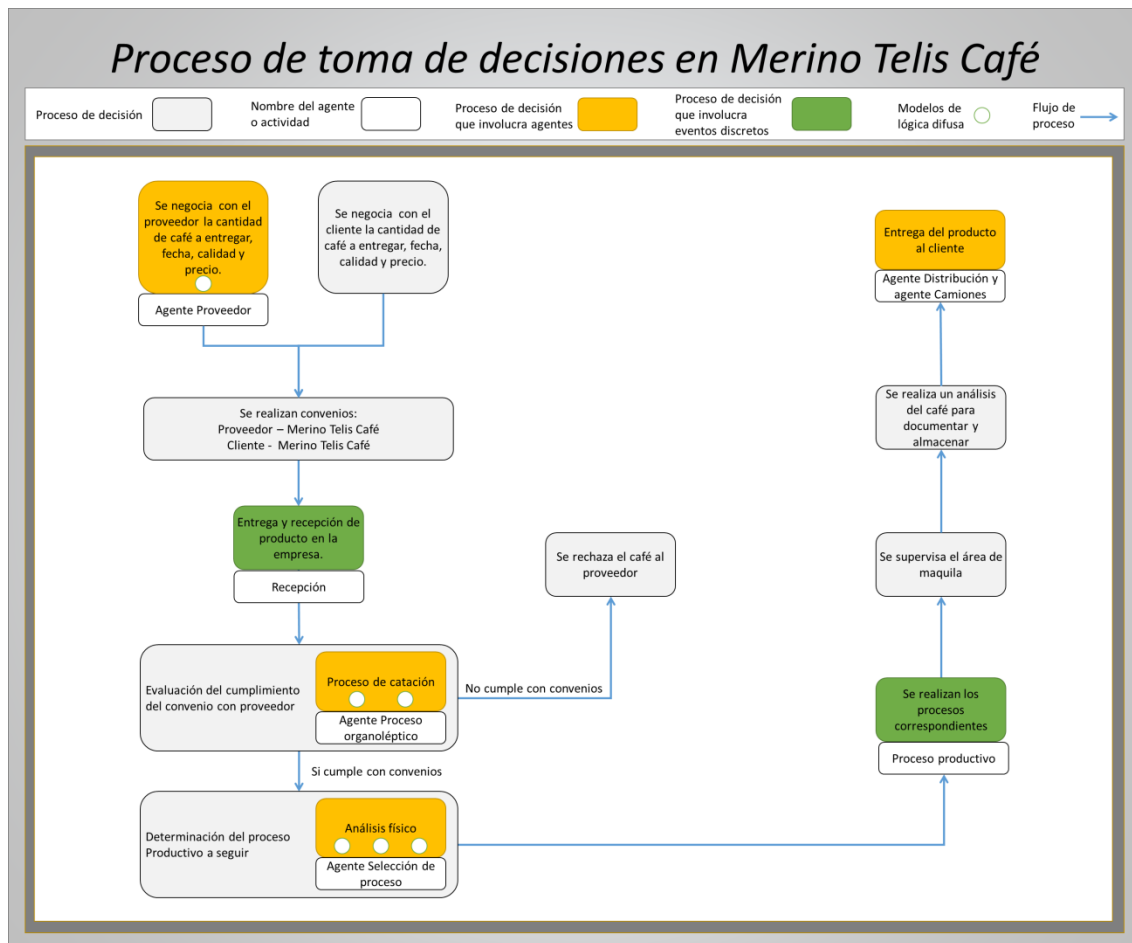 Proceso de toma de decisiones en Merino Telis Café
Proceso de decisión
Nombre del agente
o actividad
Proceso de decisión
que involucra agentes
Proceso de decisión
que involucra
eventos discretos
Modelos de
lógica difusa
Flujo de
proceso
Se negocia con el
proveedor la cantidad
de café a entregar,
fecha, calidad y
precio.
Agente Proveedor
Se negocia con el
cliente la cantidad de
café a entregar, fecha,
calidad y precio.
Se realizan convenios:
Proveedor – Merino Telis Café
Cliente - Merino Telis Café
Entrega y recepción de
producto en la
empresa.
Recepción
Evaluación del cumplimiento
del convenio con proveedor
Proceso de catación
Agente Proceso
organoléptico
No cumple con convenios
Se rechaza el café al
proveedor
Si cumple con convenios
Determinación del proceso
Productivo a seguir
Análisis físico
Agente Selección de
proceso
Se realizan los
procesos
correspondientes
Proceso productivo
Se supervisa el área de
maquila
Se realiza un análisis
del café para
documentar y
almacenar
Entrega del producto
al cliente
Agente Distribución y
agente Camiones